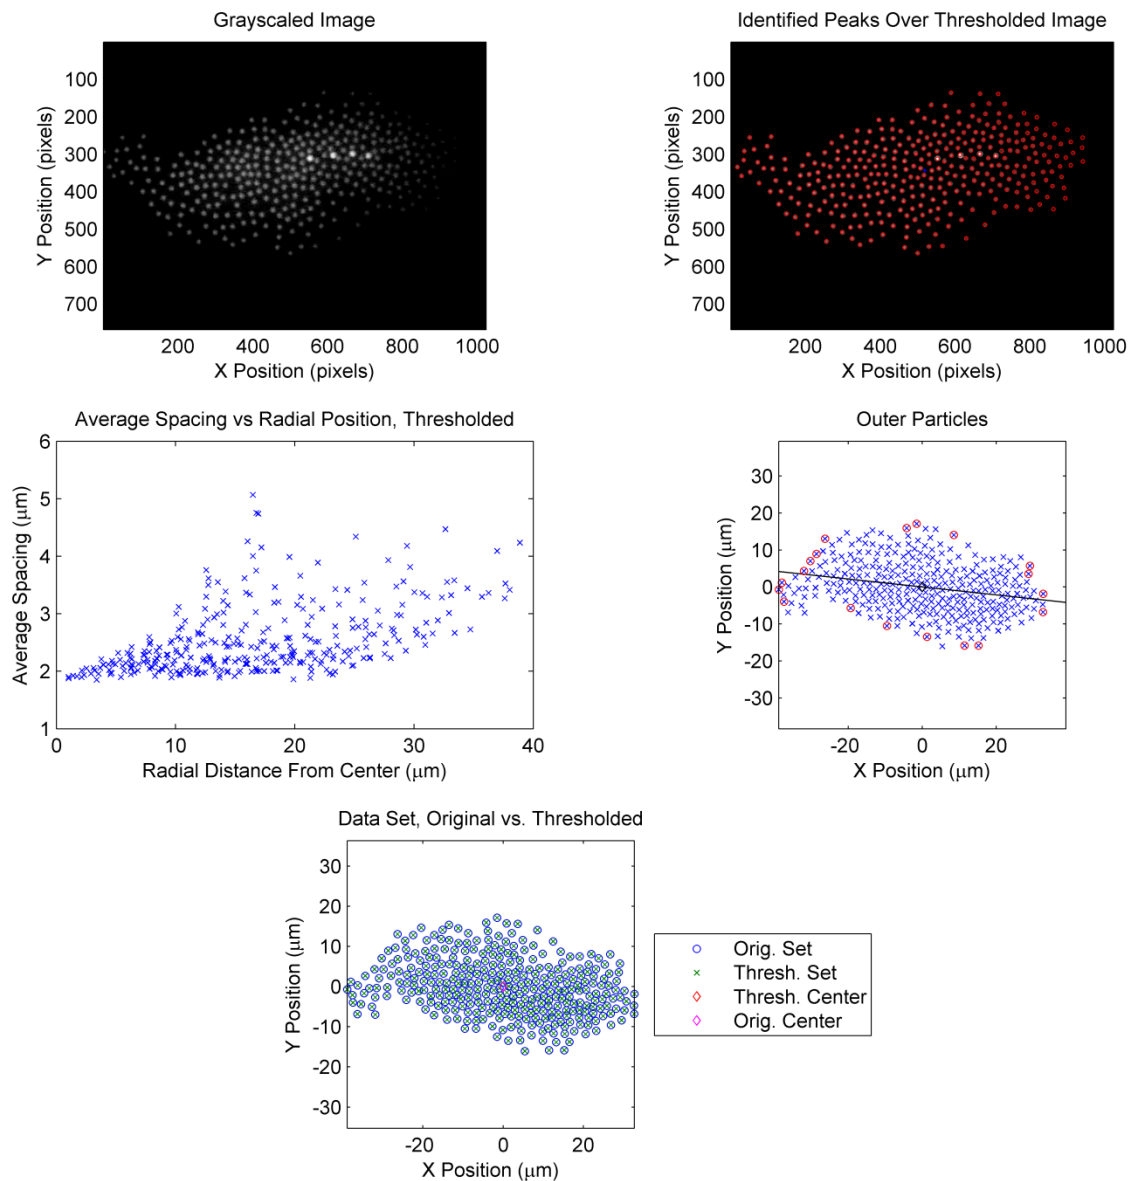 Grayscaled Image
Y Position (pixels)
100
200
300
400
500
600
700
200 400 600 800 1000
X Position (pixels)
Identified Peaks Over Thresholded Image
Y Position (pixels)
100
200
300
400
500
600
700
200 400 600 800 1000
X Position (pixels)
Average Spacing vs Radial Position, Thresholded
Average Spacing (μm)
6
5
4
3
2
1
0 10 20 30 40
Radial Distance From Center (μm)
Outer Particles
Y Position (μm)
30
20
10
0
-10
-20
-30
-20 0 20
X Position (μm)
Data Set, Original vs. Thresholded
Y Position (μm)
30
20
10
0
-10
-20
-30
-20 0 20
X Position (μm)
Orig. Set
Thresh. Set
Thresh. Center
Orig. Center